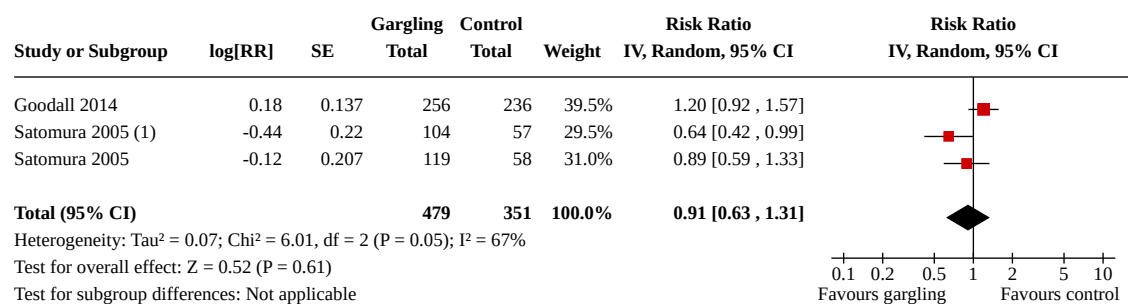 Gargling Control Risk Ratio Risk Ratio
Study or Subgroup log[RR] SE Total Total Weight IV, Random, 95% CI IV, Random, 95% CI
Goodall 2014 0.18 0.137 256 236 39.5% 1.20 [0.92 , 1.57]
Satomura 2005 (1) -0.44 0.22 104 57 29.5% 0.64 [0.42 , 0.99]
Satomura 2005 -0.12 0.207 119 58 31.0% 0.89 [0.59 , 1.33]
Total (95% CI) 479 351 100.0% 0.91 [0.63 , 1.31]
Heterogeneity: Tau² = 0.07; Chi² = 6.01, df = 2 (P = 0.05); I² = 67%
Test for overall effect: Z = 0.52 (P = 0.61)
Test for subgroup differences: Not applicable
0.1 0.2 0.5 1 2 5 10
Favours gargling Favours control